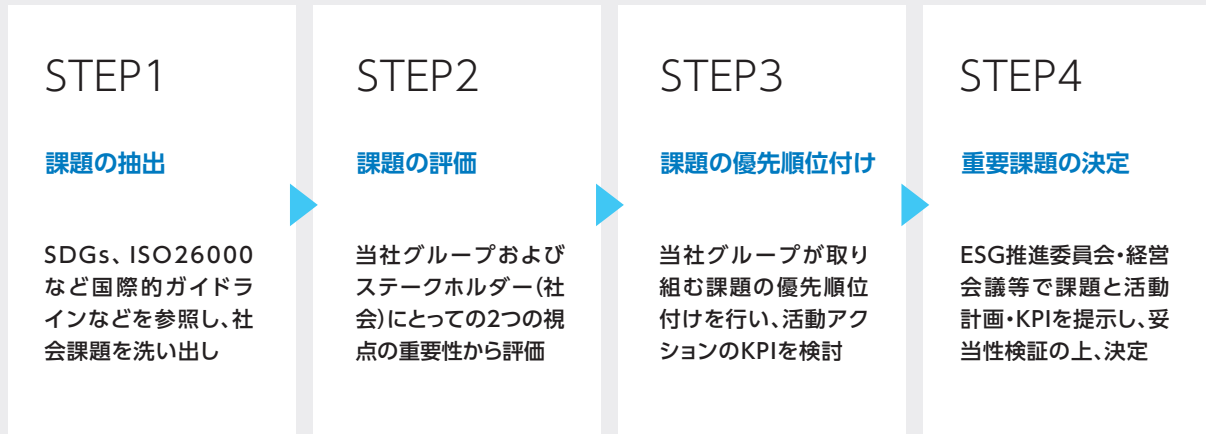 STEP1
課題の抽出
SDGs、ISO26000
など国際的ガイドラ
インなどを参照し、社
会課題を洗い出し
STEP2
課題の評価
当社グループおよび
ステークホルダー(社
会)にとっての2つの視
点の重要性から評価
STEP3
課題の優先順位付け
当社グループが取り
組む課題の優先順位
付けを行い、活動アク
ションのKPIを検討
STEP4
重要課題の決定
ESG推進委員会・経営
会議等で課題と活動
計画・KPIを提示し、妥
当性検証の上、決定